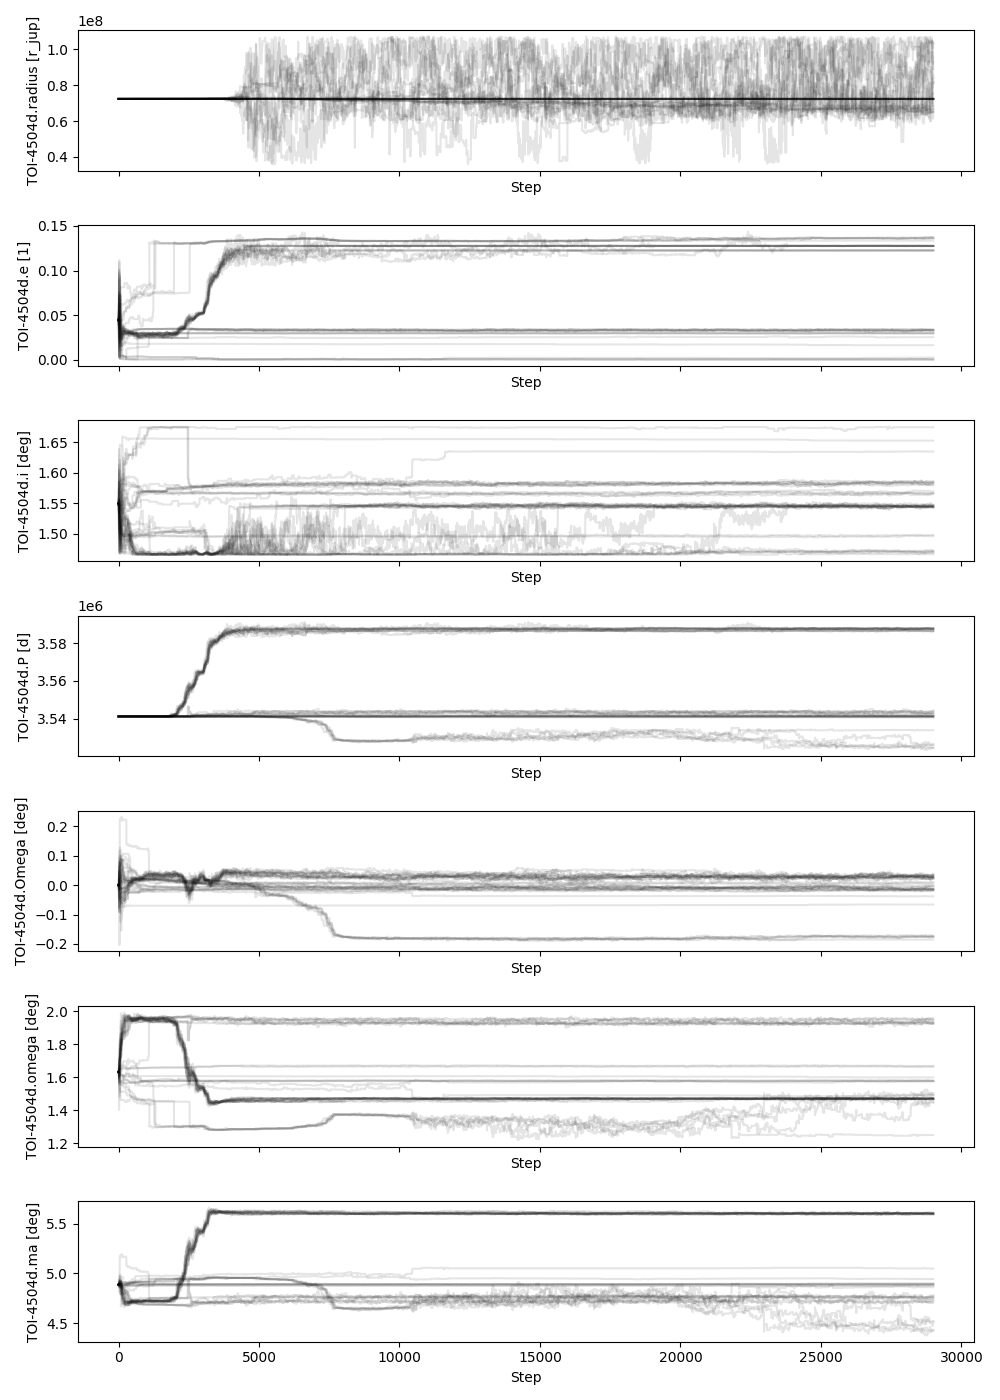 1e8
TOI-4504d.radius [r_jup]
1.0
0.8
0.6
0.4
Step
TOI-4504d.e [1]
0.15
0.10
0.05
0.00
Step
TOI-4504d.i [deg]
1.65
1.60
1.55
1.50
Step
1e6
TOI-4504d.P [d]
3.58
3.56
3.54
Step
TOI-4504d.Omega [deg]
0.2
0.1
0.0
−0.1
−0.2
Step
TOI-4504d.omega [deg]
2.0
1.8
1.6
1.4
1.2
Step
TOI-4504d.ma [deg]
5.5
5.0
4.5
0 5000 10000 15000 20000 25000 30000
Step